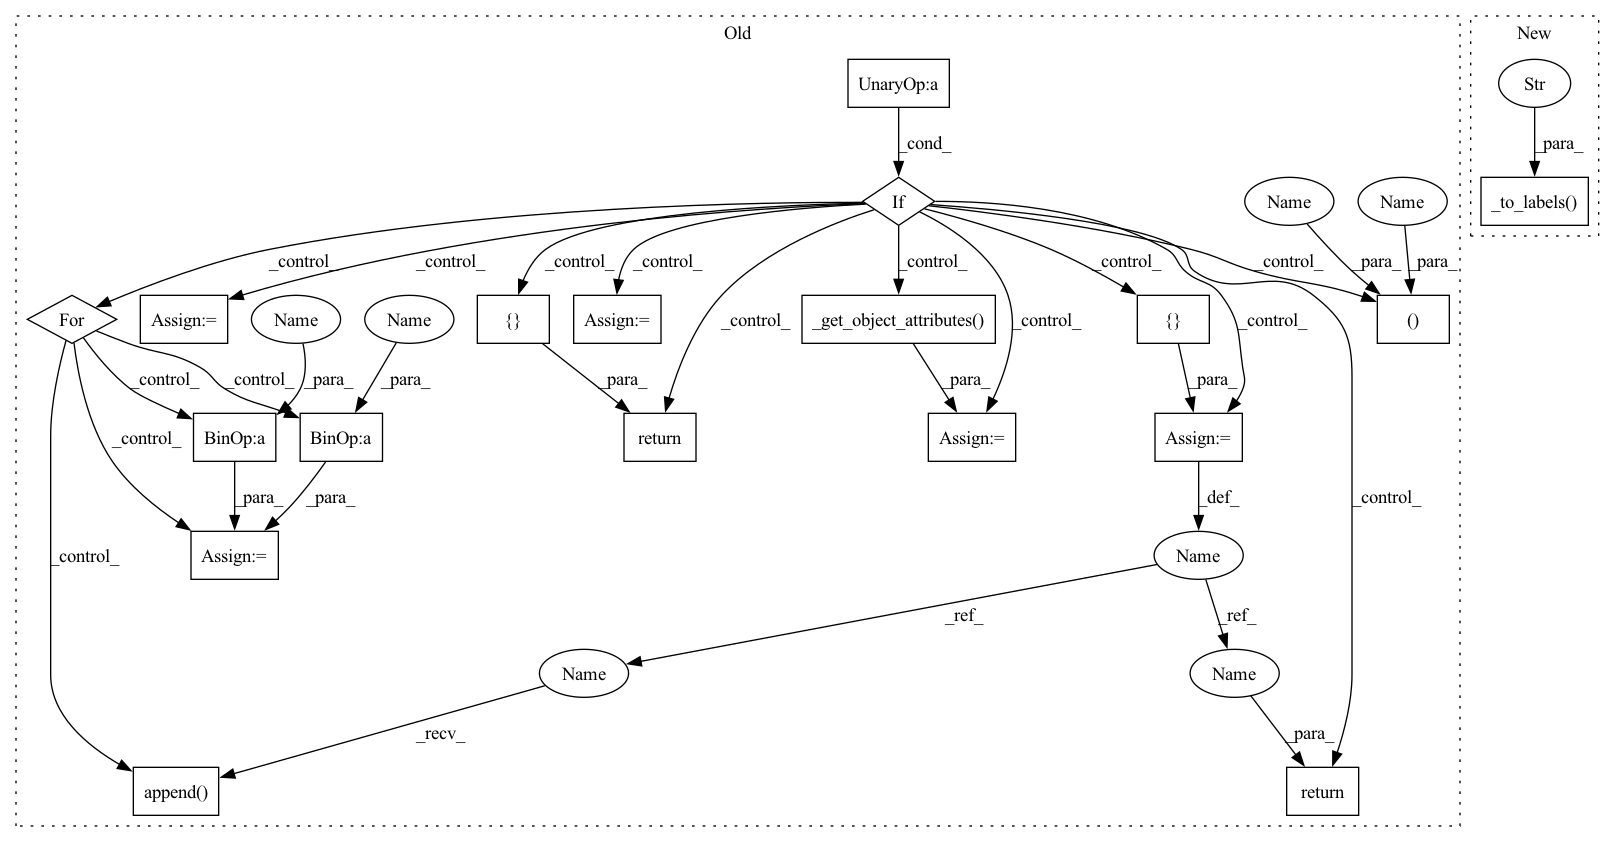 Old
New
UnaryOp:a
Str
_cond_
_para_
If
Name
Name
_to_labels()
_control_
_control_
_control_
_control_
_control_
_control_
_control_
_para_
_para_
For
Assign:=
Name
Name
{}
Assign:=
_get_object_attributes()
{}
()
_control_
_control_
_control_
_control_
_para_
_para_
_para_
_para_
_para_
BinOp:a
BinOp:a
return
Assign:=
Assign:=
_control_
_para_
_para_
_def_
_control_
_control_
Assign:=
Name
_ref_
_ref_
Name
Name
_recv_
_para_
append()
return